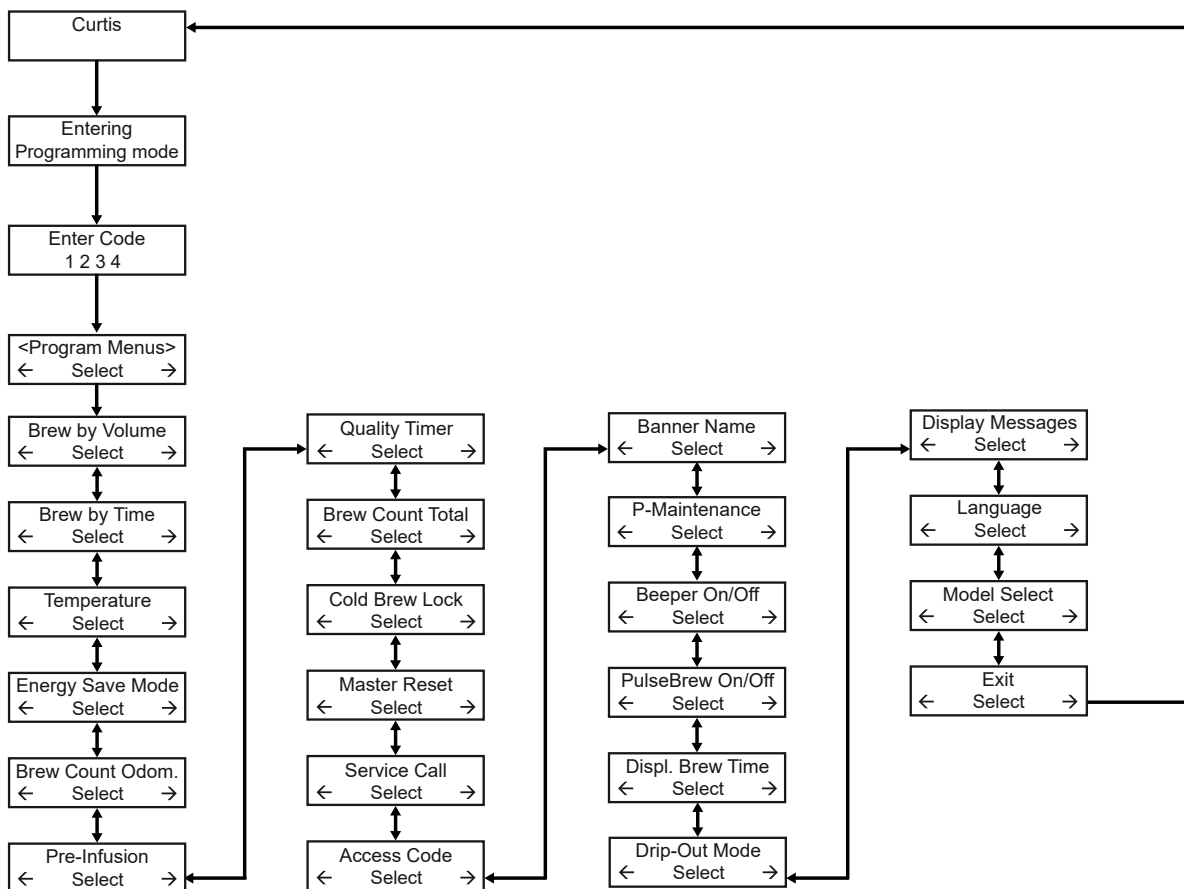 Curtis
Entering
Programming mode
Enter Code
1 2 3 4
<Program Menus>
← Select →
Brew by Volume
← Select →
Brew by Time
← Select →
Temperature
← Select →
Energy Save Mode
← Select →
Brew Count Odom.
← Select →
Pre-Infusion
← Select →
Quality Timer
← Select →
Brew Count Total
← Select →
Cold Brew Lock
← Select →
Master Reset
← Select →
Service Call
← Select →
Access Code
← Select →
Banner Name
← Select →
P-Maintenance
← Select →
Beeper On/Off
← Select →
PulseBrew On/Off
← Select →
Displ. Brew Time
← Select →
Drip-Out Mode
← Select →
Display Messages
← Select →
Language
← Select →
Model Select
← Select →
Exit
← Select →